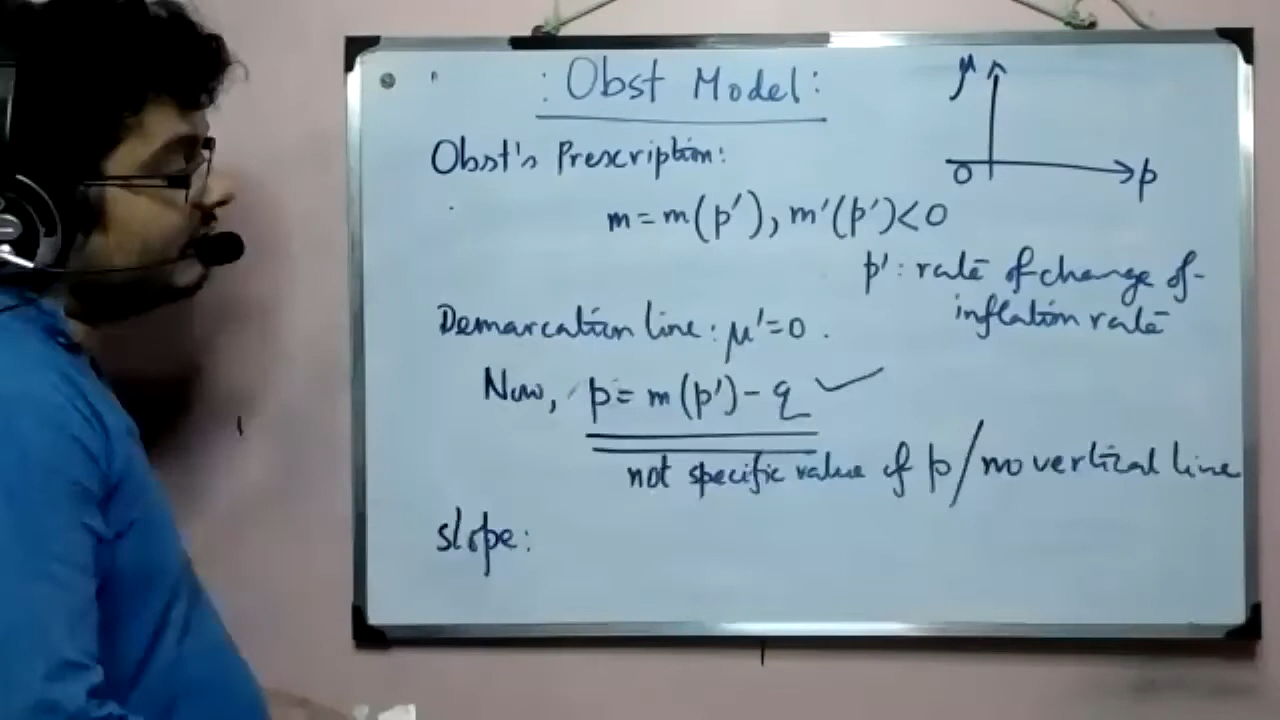 : Obst Model:
μ
O
p
Obst's Prescription:
m = m(p'), m'(p')<0
p': rate of change of
inflation rate
Demarcation line: μ'=0.
Now, p = m(p') - q ✓
not specific value of p/no vertical line
slope: